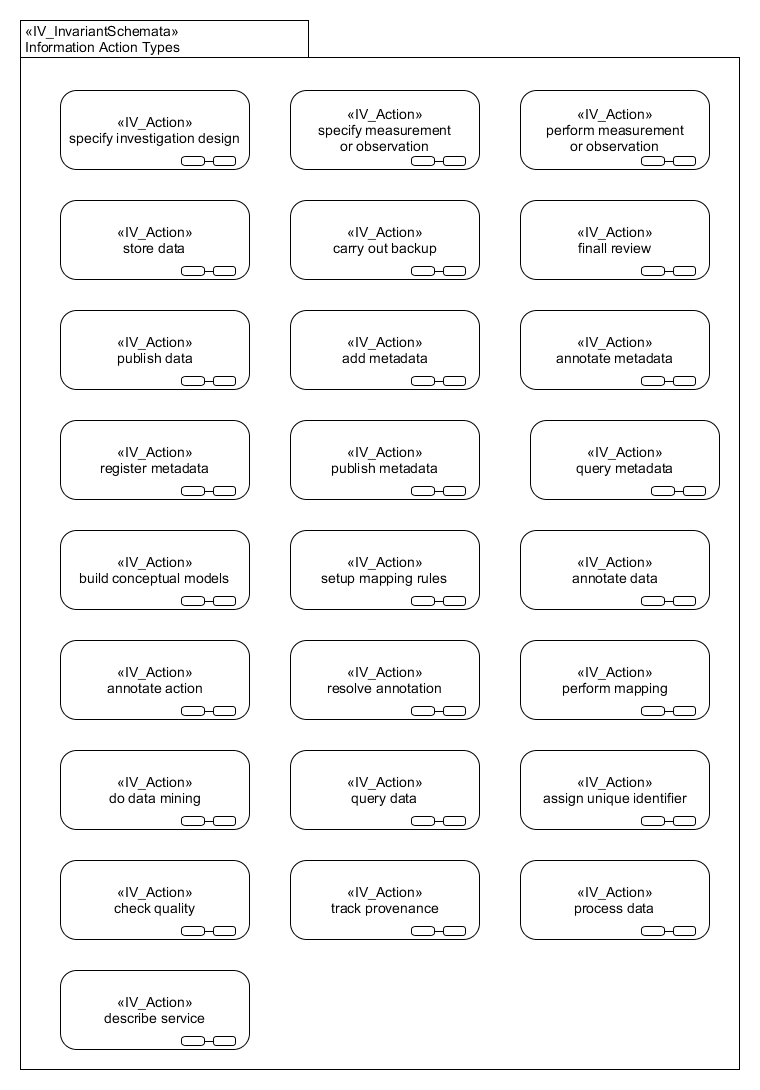 «IV_InvariantSchemata»
Information Action Types
«IV_Action»
specify investigation design
«IV_Action»
specify measurement
or observation
«IV_Action»
perform measurement
or observation
«IV_Action»
store data
«IV_Action»
carry out backup
«IV_Action»
finall review
«IV_Action»
publish data
«IV_Action»
add metadata
«IV_Action»
annotate metadata
«IV_Action»
register metadata
«IV_Action»
publish metadata
«IV_Action»
query metadata
«IV_Action»
build conceptual models
«IV_Action»
setup mapping rules
«IV_Action»
annotate data
«IV_Action»
annotate action
«IV_Action»
resolve annotation
«IV_Action»
perform mapping
«IV_Action»
do data mining
«IV_Action»
query data
«IV_Action»
assign unique identifier
«IV_Action»
check quality
«IV_Action»
track provenance
«IV_Action»
process data
«IV_Action»
describe service